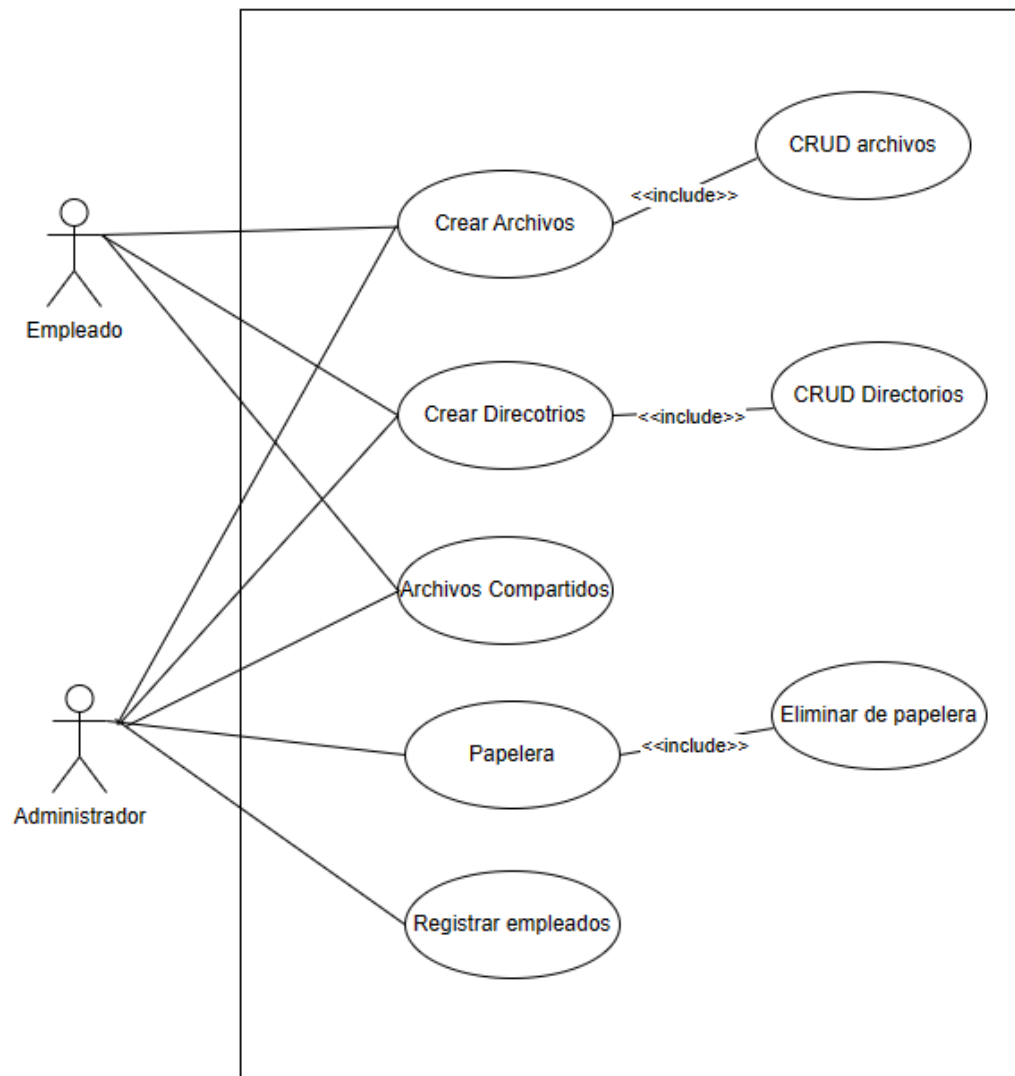 CRUD archivos
<<include>>
Crear Archivos
Empleado
Crear Direcotrios
<<include>>
CRUD Directorios
Archivos Compartidos
Eliminar de papelera
<<include>>
Papelera
Administrador
Registrar empleados